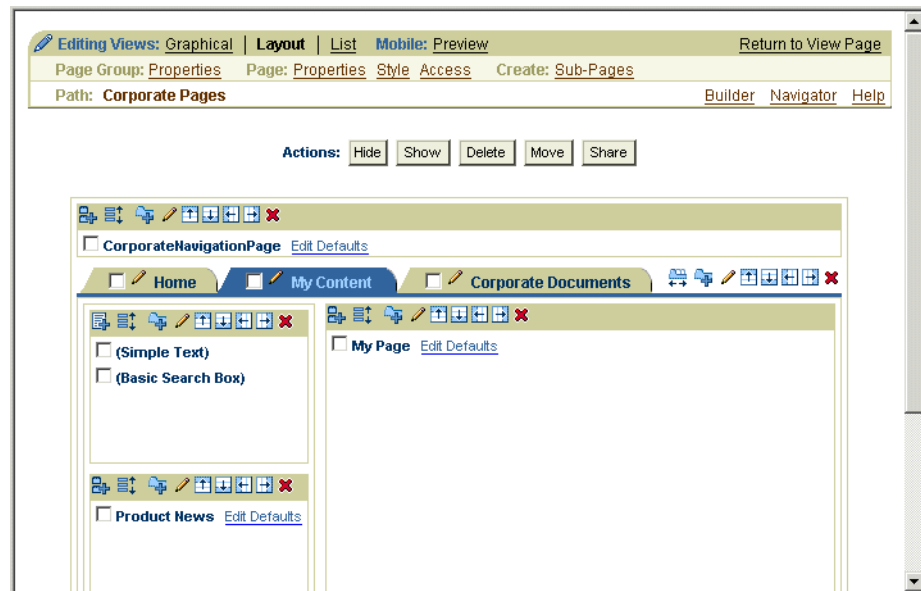 Editing Views: Graphical | Layout | List Mobile: Preview Return to View Page
Page Group: Properties Page: Properties Style Access Create: Sub-Pages
Path: Corporate Pages Builder Navigator Help
Actions: Hide Show Delete Move Share
CorporateNavigationPage Edit Defaults
Home My Content Corporate Documents
(Simple Text)
(Basic Search Box)
My Page Edit Defaults
Product News Edit Defaults